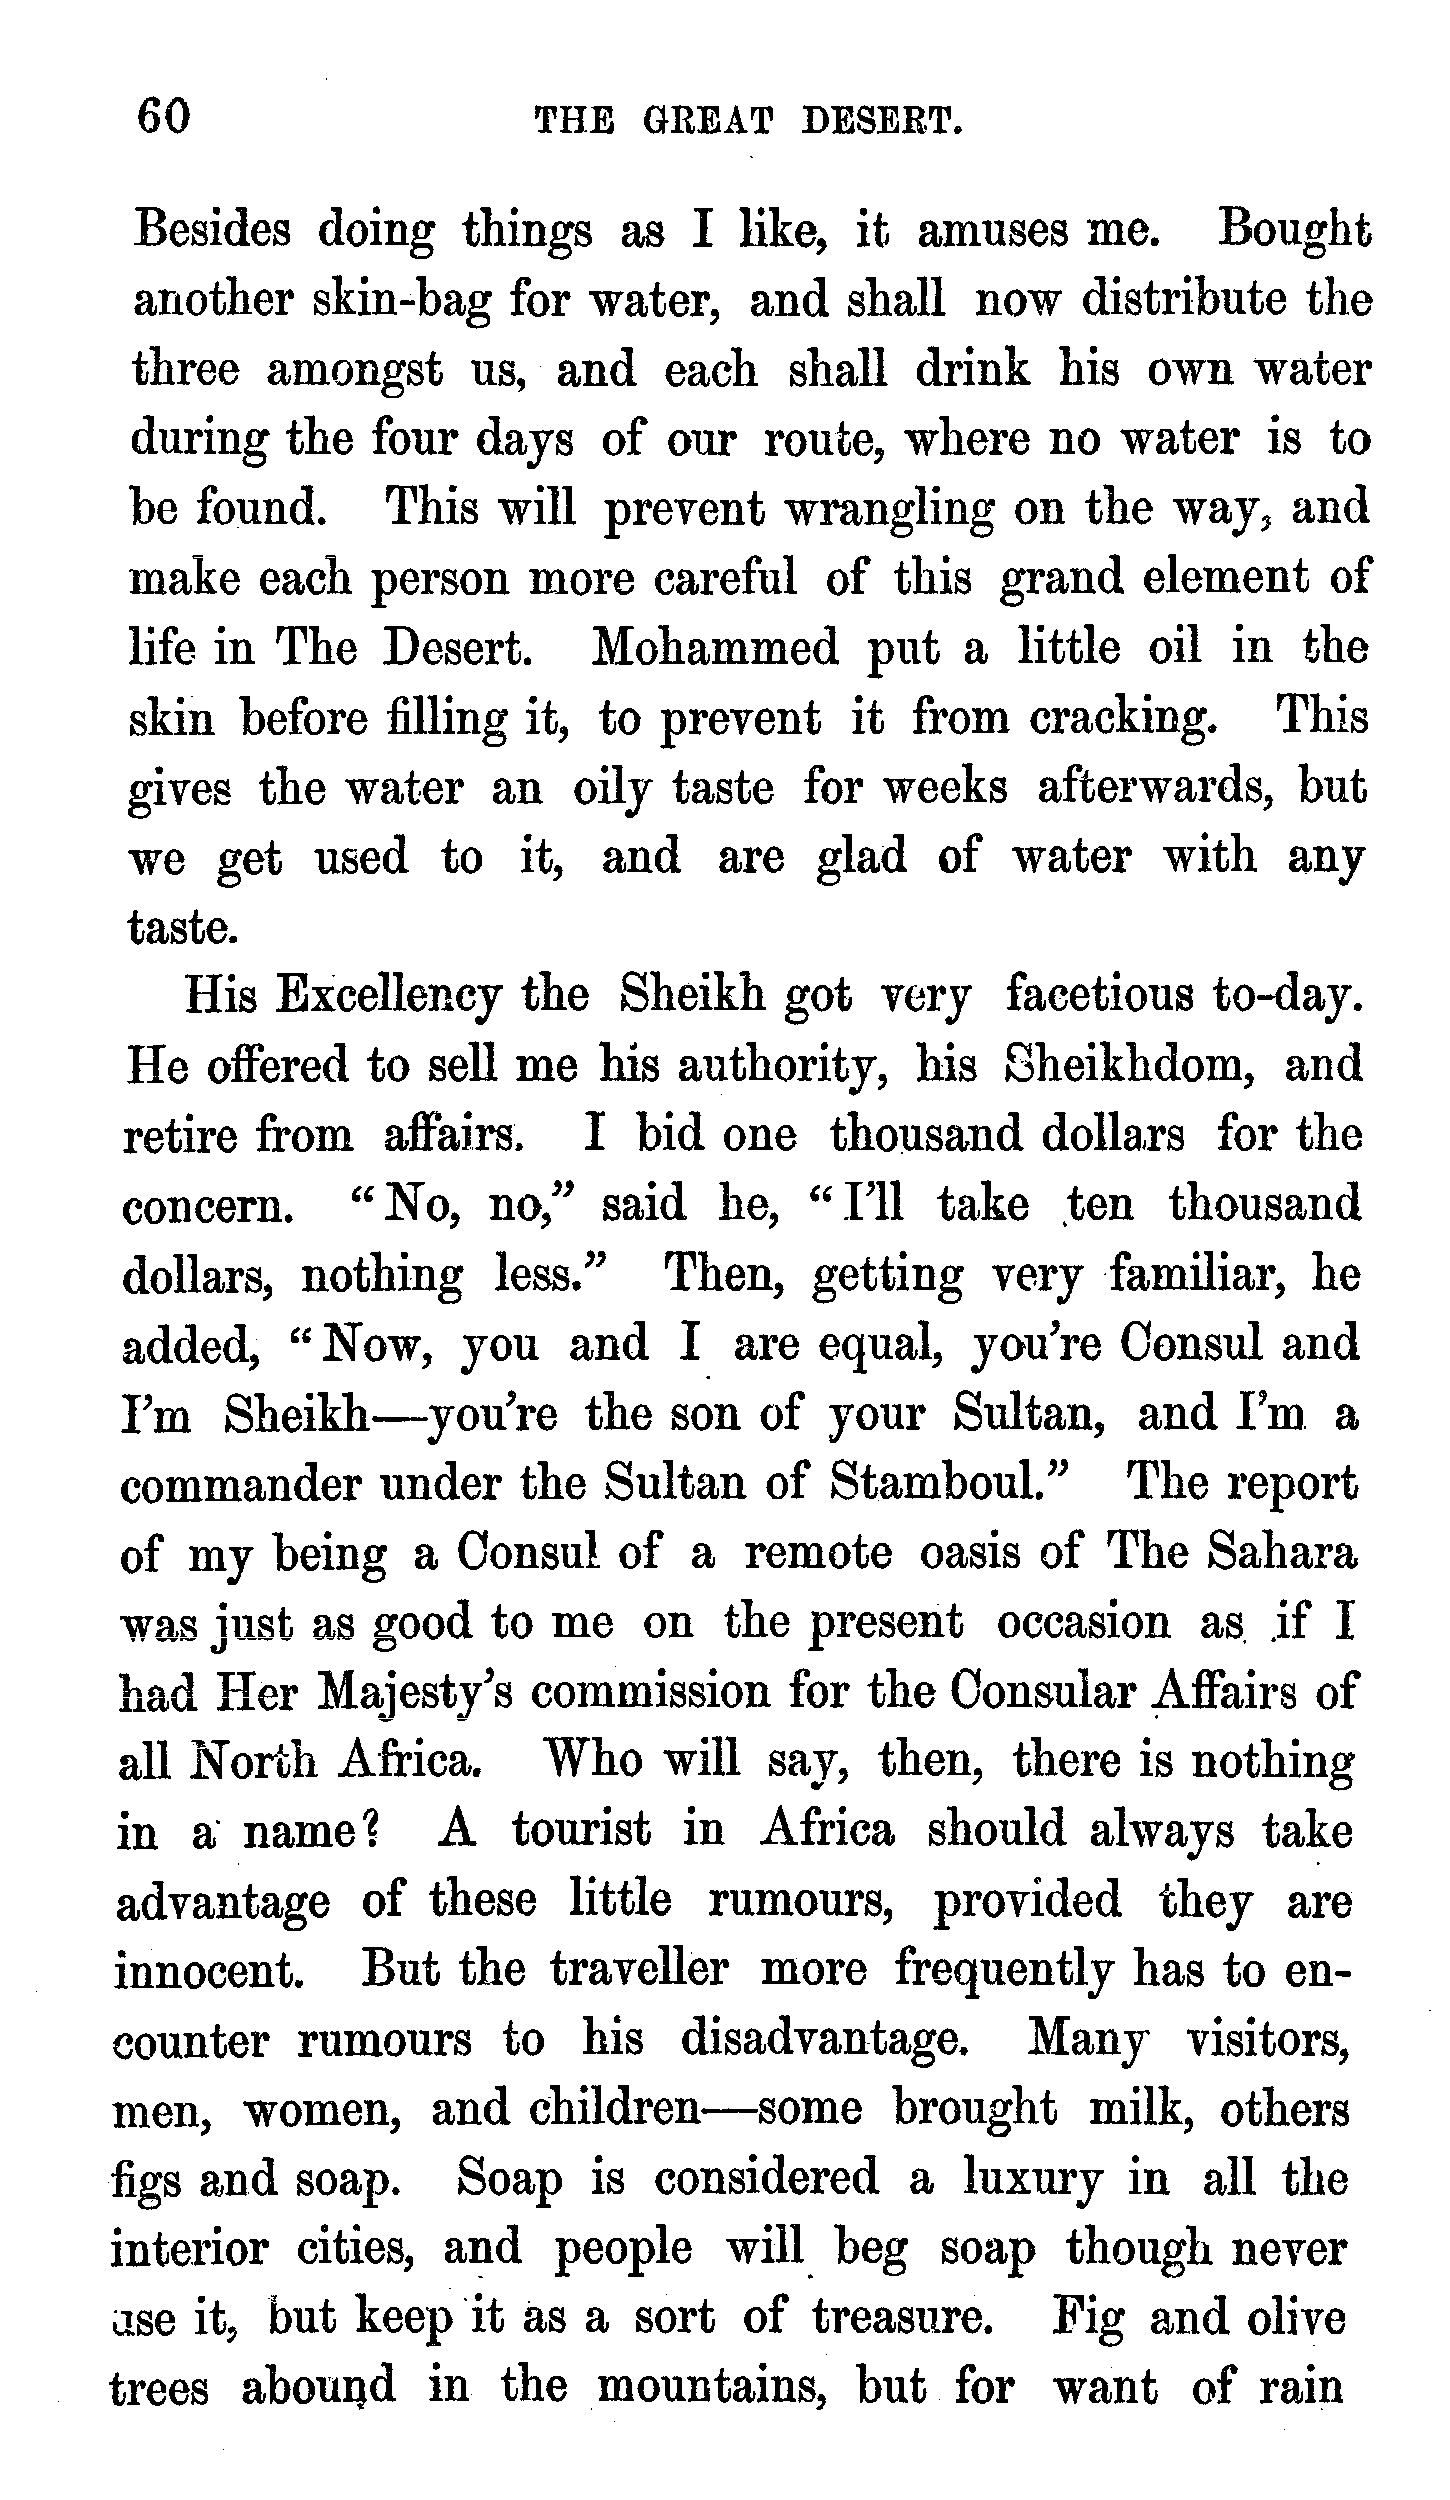 60 THE GREAT DESERT.
Besides doing things as I like, it amuses me. Bought
another skin-bag for water, and shall now distribute the
three amongst us, and each shall drink his own water
during the four days of our route, where no water is to
be found. This will prevent wrangling on the way, and
make each person more careful of this grand element of
life in The Desert. Mohammed put a little oil in the
skin before filling it, to prevent it from cracking. This
gives the water an oily taste for weeks afterwards, but
we get used to it, and are glad of water with any
taste.
His Excellency the Sheikh got very facetious to-day.
He offered to sell me his authority, his Sheikhdom, and
retire from affairs. I bid one thousand dollars for the
concern. “No, no,” said he, “I’ll take ten thousand
dollars, nothing less.” Then, getting very familiar, he
added, “Now, you and I are equal, you’re Consul and
I’m Sheikh—you’re the son of your Sultan, and I’m a
commander under the Sultan of Stamboul.” The report
of my being a Consul of a remote oasis of The Sahara
was just as good to me on the present occasion as if I
had Her Majesty’s commission for the Consular Affairs of
all North Africa. Who will say, then, there is nothing
in a name? A tourist in Africa should always take
advantage of these little rumours, provided they are
innocent. But the traveller more frequently has to en-
counter rumours to his disadvantage. Many visitors,
men, women, and children—some brought milk, others
figs and soap. Soap is considered a luxury in all the
interior cities, and people will beg soap though never
use it, but keep it as a sort of treasure. Fig and olive
trees abound in the mountains, but for want of rain